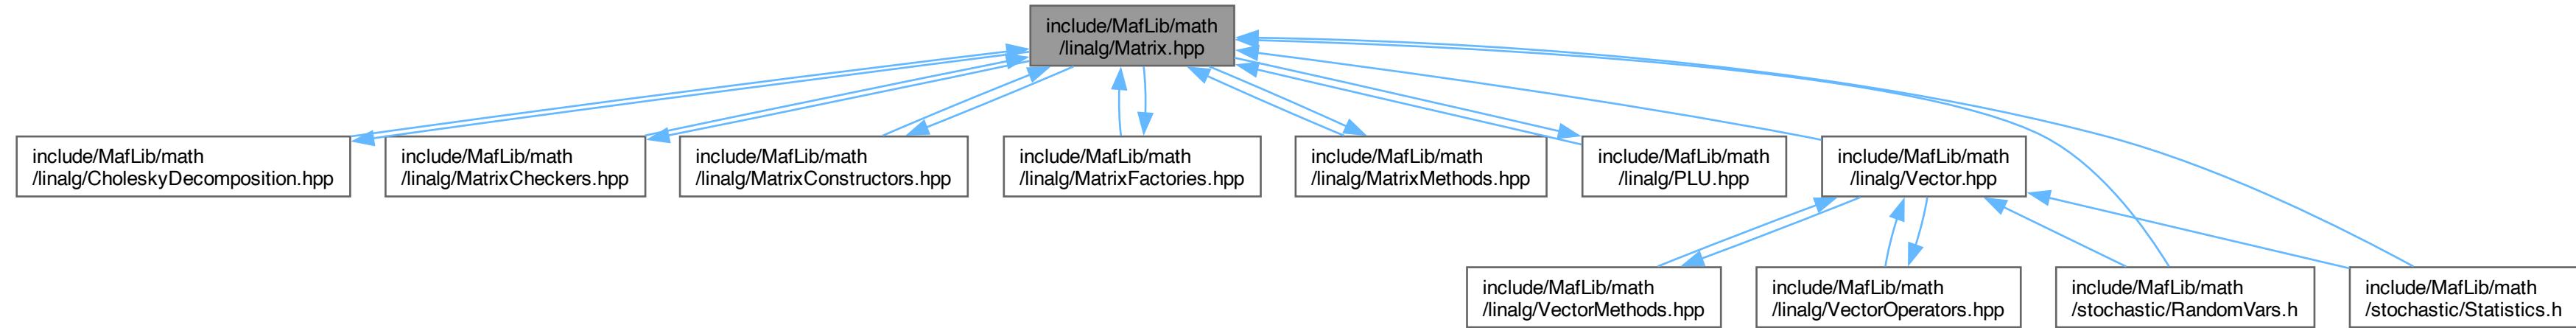 include/MafLib/math
/linalg/Matrix.hpp
include/MafLib/math
/linalg/CholeskyDecomposition.hpp
include/MafLib/math
/linalg/MatrixCheckers.hpp
include/MafLib/math
/linalg/MatrixConstructors.hpp
include/MafLib/math
/linalg/MatrixFactories.hpp
include/MafLib/math
/linalg/MatrixMethods.hpp
include/MafLib/math
/linalg/PLU.hpp
include/MafLib/math
/linalg/Vector.hpp
include/MafLib/math
/linalg/VectorMethods.hpp
include/MafLib/math
/linalg/VectorOperators.hpp
include/MafLib/math
/stochastic/RandomVars.h
include/MafLib/math
/stochastic/Statistics.h